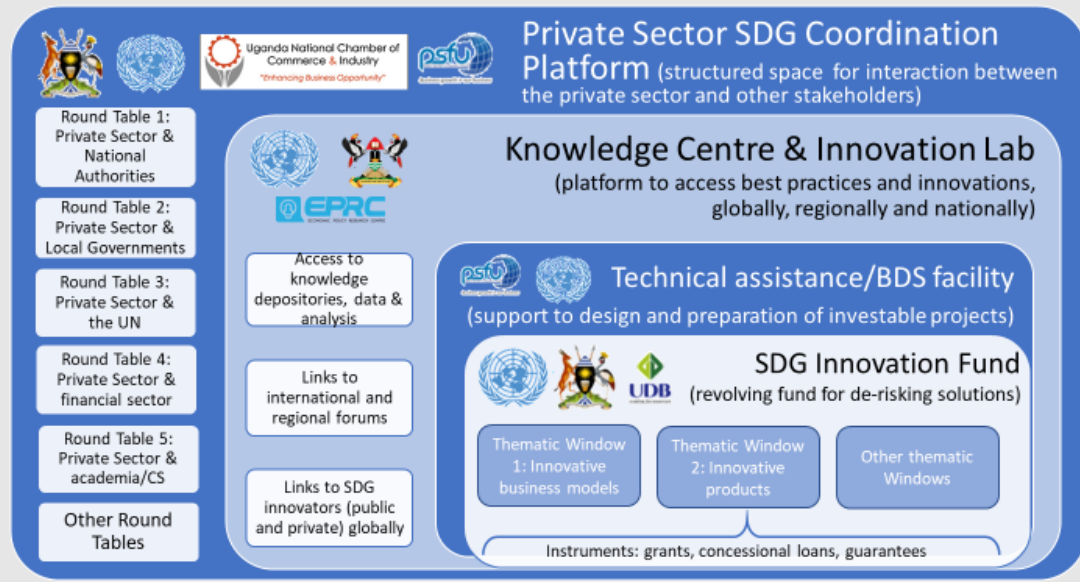 Uganda National Chamber of
Commerce & Industry
"Enhancing Business Opportunity"
psfu
Private Sector SDG Coordination
Platform (structured space for interaction between
the private sector and other stakeholders)
Round Table 1:
Private Sector &
National
Authorities
Round Table 2:
Private Sector &
Local Governments
Round Table 3:
Private Sector &
the UN
Round Table 4:
Private Sector &
financial sector
Round Table 5:
Private Sector &
academia/CS
Other Round
Tables
EPRC
ECONOMIC POLICY RESEARCH CENTRE
Knowledge Centre & Innovation Lab
(platform to access best practices and innovations,
globally, regionally and nationally)
Access to
knowledge
depositories, data &
analysis
Links to
international and
regional forums
Links to SDG
innovators (public
and private) globally
psfu
Technical assistance/BDS facility
(support to design and preparation of investable projects)
UDB
SDG Innovation Fund
(revolving fund for de-risking solutions)
Thematic Window
1: Innovative
business models
Thematic Window
2: Innovative
products
Other thematic
Windows
Instruments: grants, concessional loans, guarantees